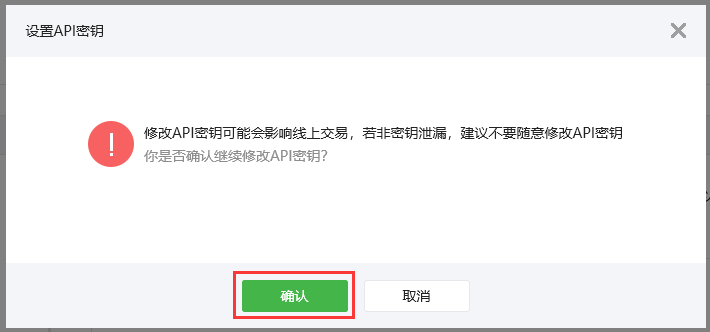 设置API密钥
修改API密钥可能会影响线上交易，若非密钥泄漏，建议不要随意修改API密钥
你是否确认继续修改API密钥？
确认
取消